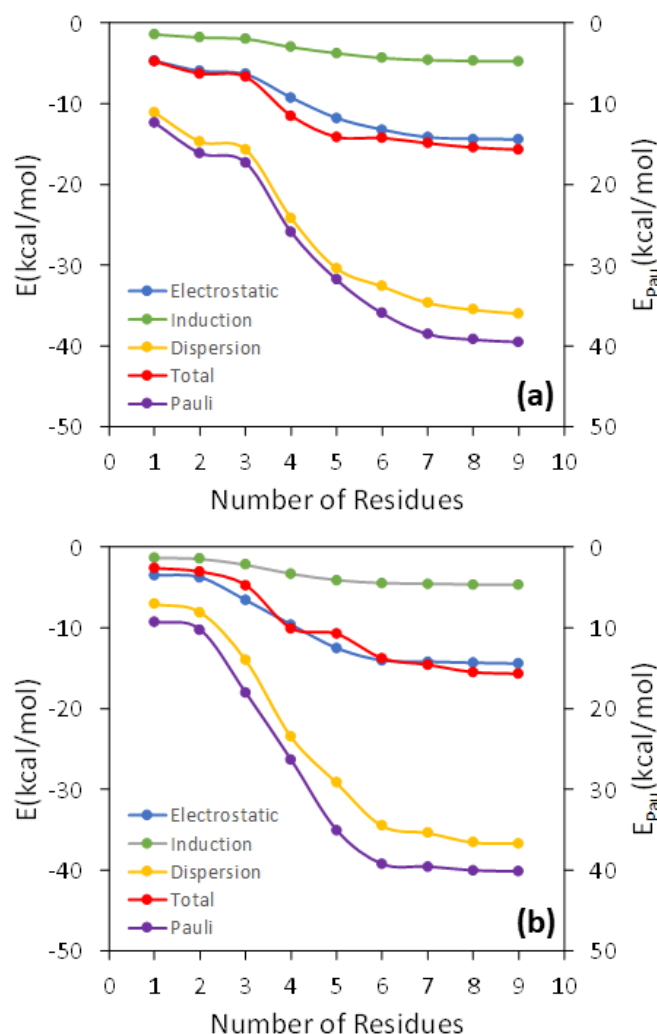 0
-10
-20
-30
-40
-50
E(kcal/mol)
0
10
20
30
40
50
E_Pau(kcal/mol)
Electrostatic
Induction
Dispersion
Total
Pauli
(a)
0 1 2 3 4 5 6 7 8 9 10
Number of Residues
0
-10
-20
-30
-40
-50
E(kcal/mol)
0
10
20
30
40
50
E_Pau(kcal/mol)
Electrostatic
Induction
Dispersion
Total
Pauli
(b)
0 1 2 3 4 5 6 7 8 9 10
Number of Residues